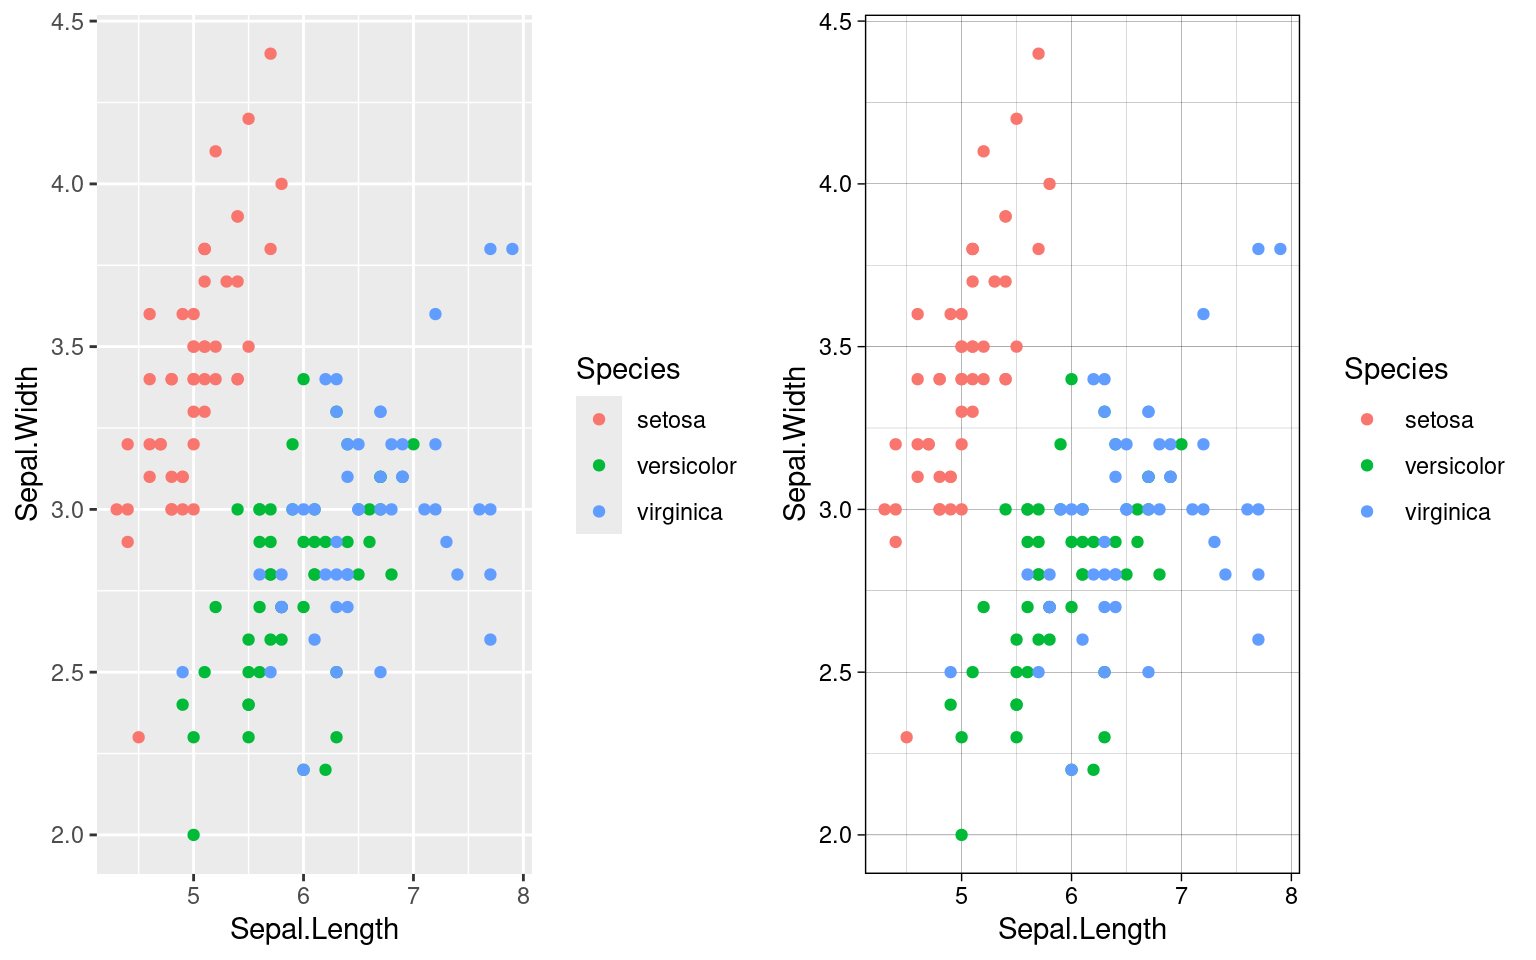 4.5
4.0
3.5
3.0
2.5
2.0
Sepal.Width
5 6 7 8
Sepal.Length
Species
setosa
versicolor
virginica
4.5
4.0
3.5
3.0
2.5
2.0
Sepal.Width
5 6 7 8
Sepal.Length
Species
setosa
versicolor
virginica